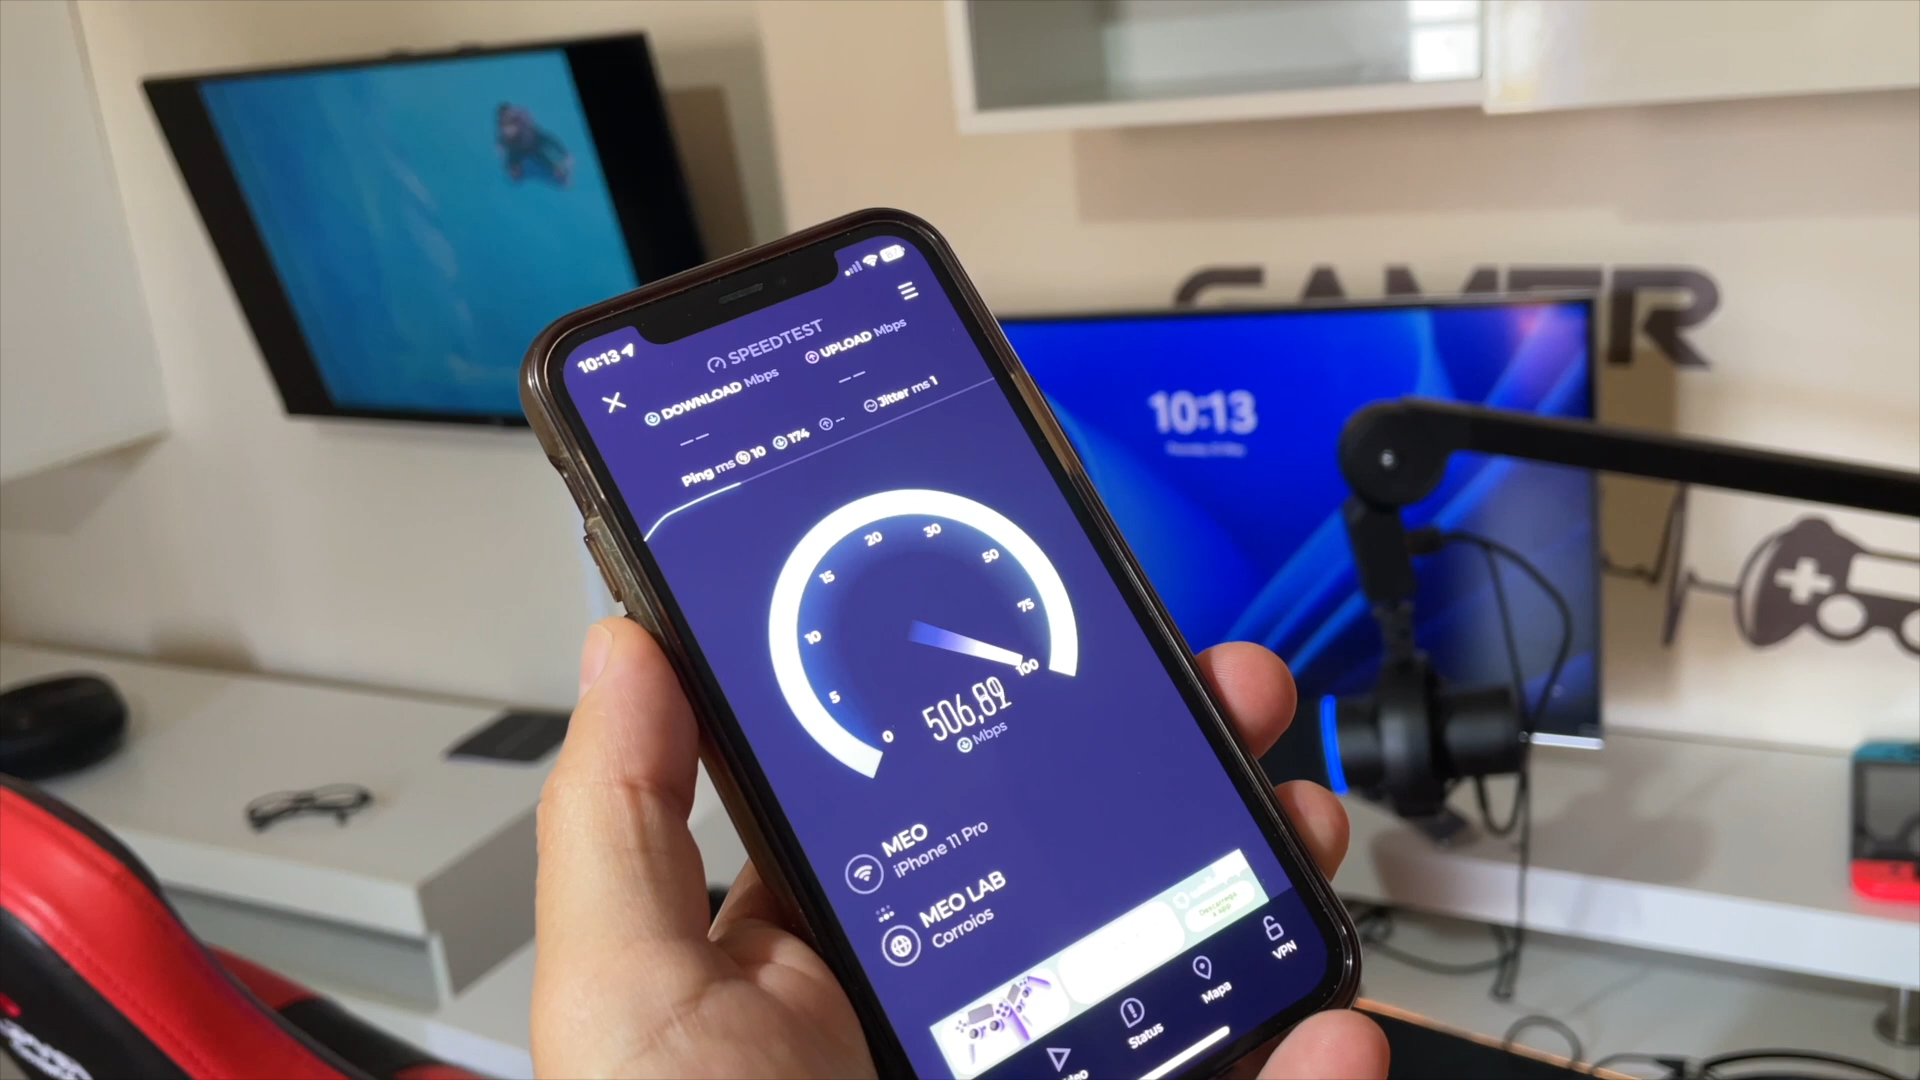 GAMER
10:13
10:13
SPEEDTEST
DOWNLOAD Mbps
UPLOAD Mbps
— —
— —
Ping ms 10 174 --
Jitter ms 1
0
5
10
15
20
30
50
75
100
506,82
Mbps
MEO
iPhone 11 Pro
MEO LAB
Corroios
Descarrega
a app
Status
Mapa
VPN